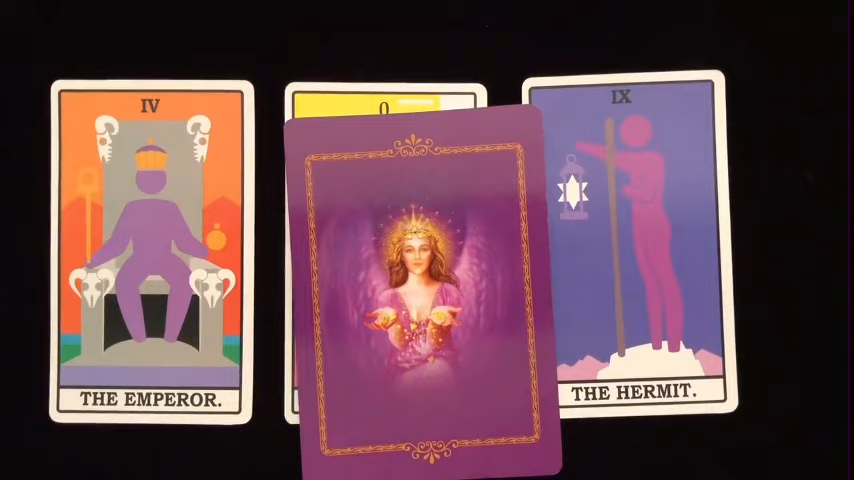 IV
0
IX
THE EMPEROR.
THE HERMIT.